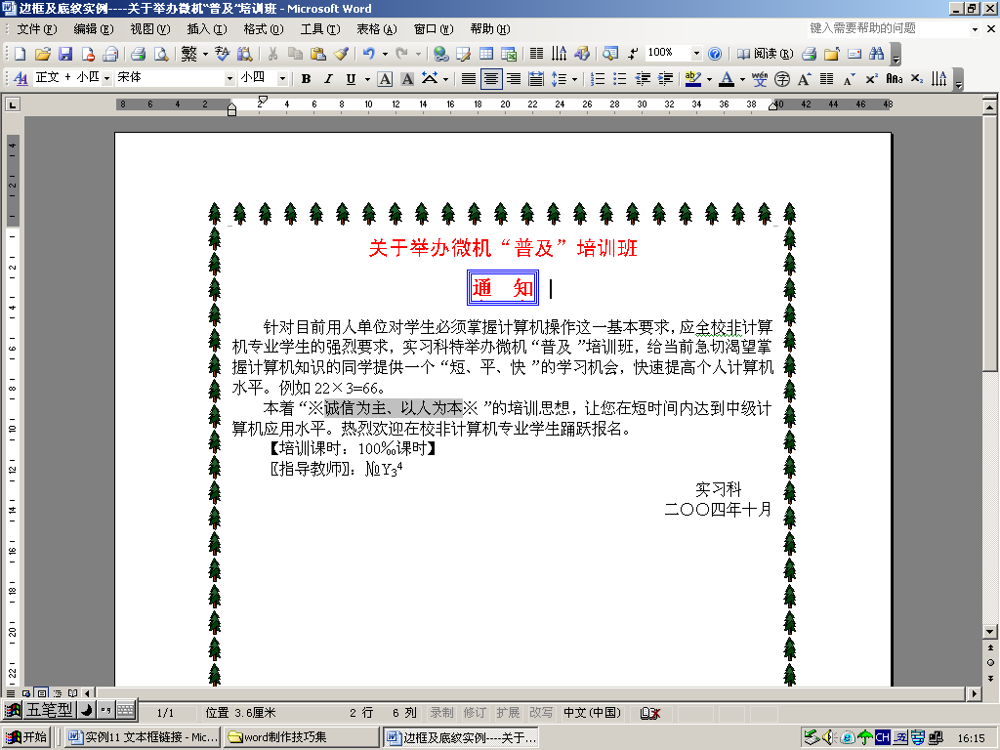 边框及底纹实例----关于举办微机"普及"培训班 - Microsoft Word
文件(F) 编辑(E) 视图(V) 插入(I) 格式(O) 工具(T) 表格(A) 窗口(W) 帮助(H) 键入需要帮助的问题
繁 100% 阅读(R)
正文 + 小四 宋体 小四 B I U A A
8 6 4 2 2 4 6 8 10 12 14 16 18 20 22 24 26 28 30 32 34 36 38 40 42 44 46 48
关于举办微机“普及”培训班
通 知
针对目前用人单位对学生必须掌握计算机操作这一基本要求,应全校非计算
机专业学生的强烈要求,实习科特举办微机“普及”培训班,给当前急切渴望掌
握计算机知识的同学提供一个“短、平、快”的学习机会,快速提高个人计算机
水平。例如 22×3=66。
本着“※诚信为主、以人为本※ ”的培训思想,让您在短时间内达到中级计
算机应用水平。热烈欢迎在校非计算机专业学生踊跃报名。
【培训课时:100‰课时】
〖指导教师〗:№Y₃⁴
实习科
二〇〇四年十月
五笔型
1/1 位置 3.6厘米 2 行 6 列 录制 修订 扩展 改写 中文(中国)
开始 实例11 文本框链接 - Mic... word制作技巧集 边框及底纹实例----关于... CH 16:15